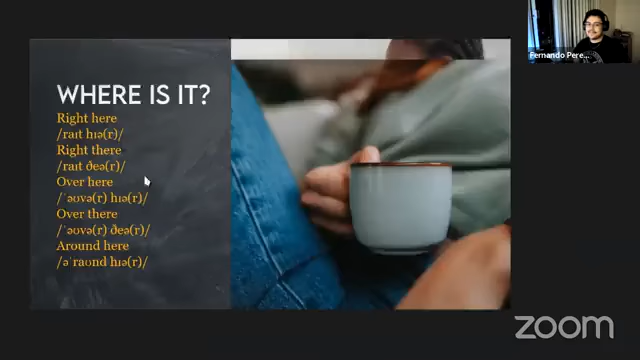 WHERE IS IT?
Right here
/raɪt hɪə(r)/
Right there
/raɪt ðeə(r)/
Over here
/ˈəʊvə(r) hɪə(r)/
Over there
/ˈəʊvə(r) ðeə(r)/
Around here
/əˈraʊnd hɪə(r)/
Fernando Pere...
zoom